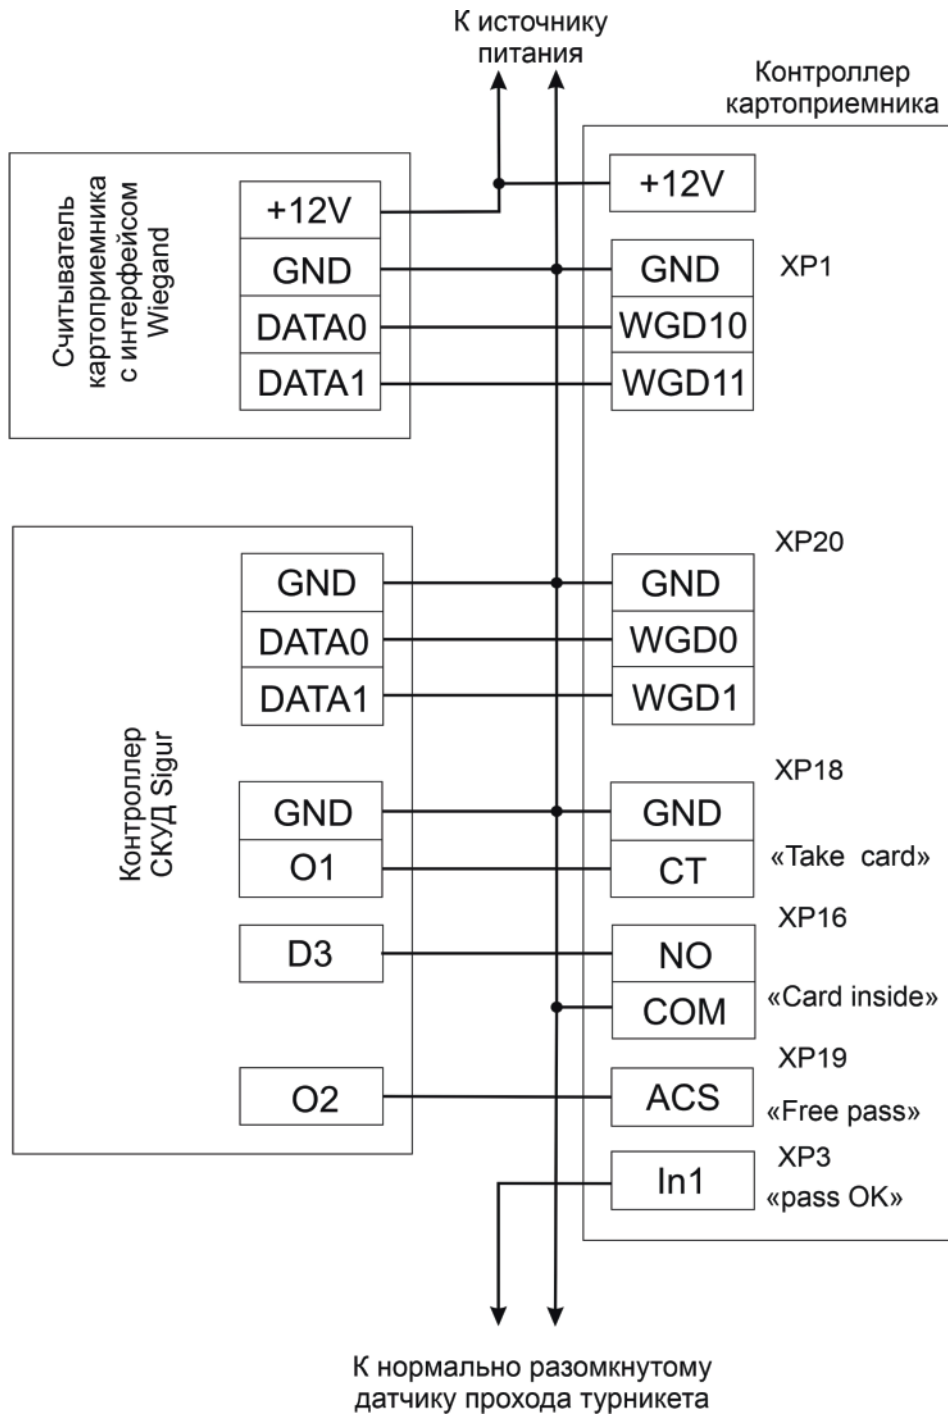 К источнику
питания
Контроллер
картоприемника
Считыватель
картоприемника
с интерфейсом
Wiegand
+12V
GND
DATA0
DATA1
+12V
GND
WGD10
WGD11
XP1
Контроллер
СКУД Sigur
GND
DATA0
DATA1
GND
O1
D3
O2
XP20
GND
WGD0
WGD1
XP18
GND
CT
«Take card»
XP16
NO
COM
«Card inside»
XP19
ACS
«Free pass»
XP3
In1
«pass OK»
К нормально разомкнутому
датчику прохода турникета